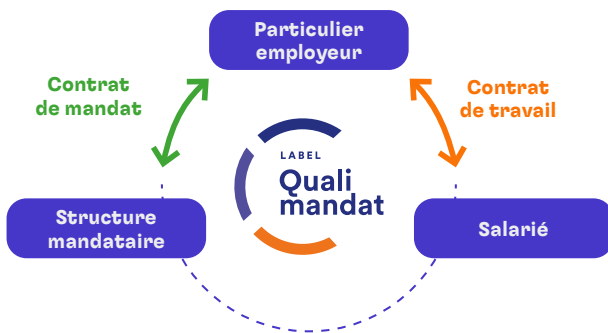 Particulier
employeur
Contrat
de mandat
Contrat
de travail
LABEL
Quali
mandat
Structure
mandataire
Salarié